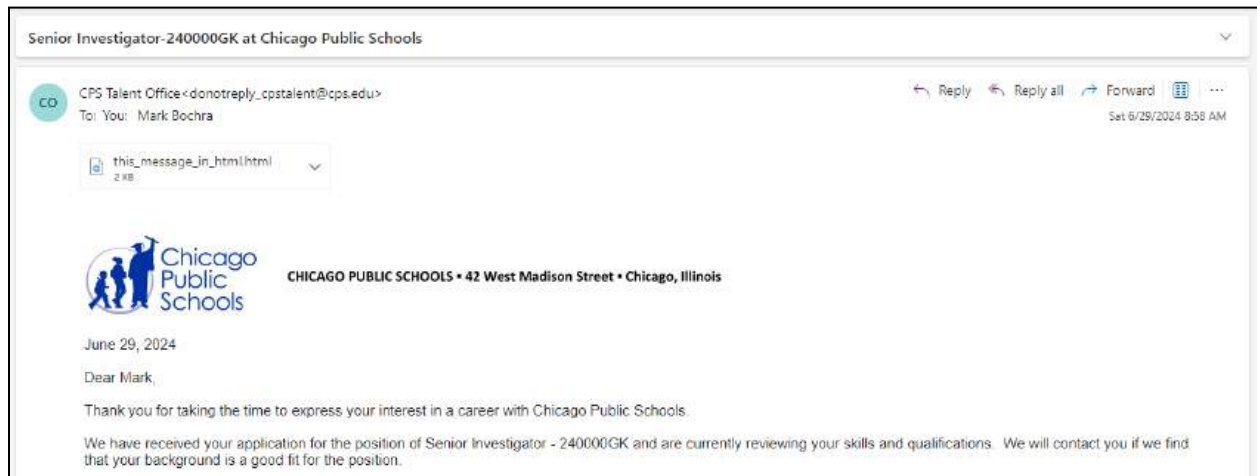 Senior Investigator-240000GK at Chicago Public Schools
CO
CPS Talent Office<donotreply_cpstalent@cps.edu>
Reply Reply all Forward ...
To: You: Mark Bochra
Sat 6/29/2024 8:58 AM
this_message_in_html.html
2 KB
Chicago
Public
Schools
CHICAGO PUBLIC SCHOOLS ▪ 42 West Madison Street ▪ Chicago, Illinois
June 29, 2024
Dear Mark,
Thank you for taking the time to express your interest in a career with Chicago Public Schools.
We have received your application for the position of Senior Investigator - 240000GK and are currently reviewing your skills and qualifications. We will contact you if we find
that your background is a good fit for the position.